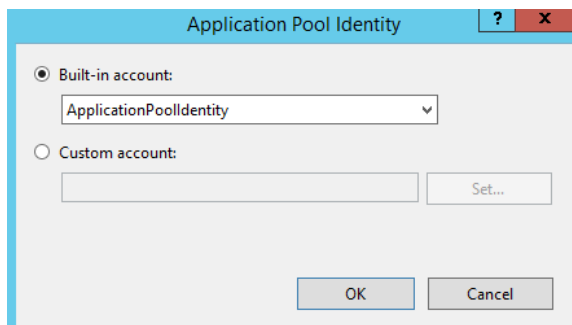 Application Pool Identity
?
x
Built-in account:
ApplicationPoolIdentity
Custom account:
Set...
OK
Cancel